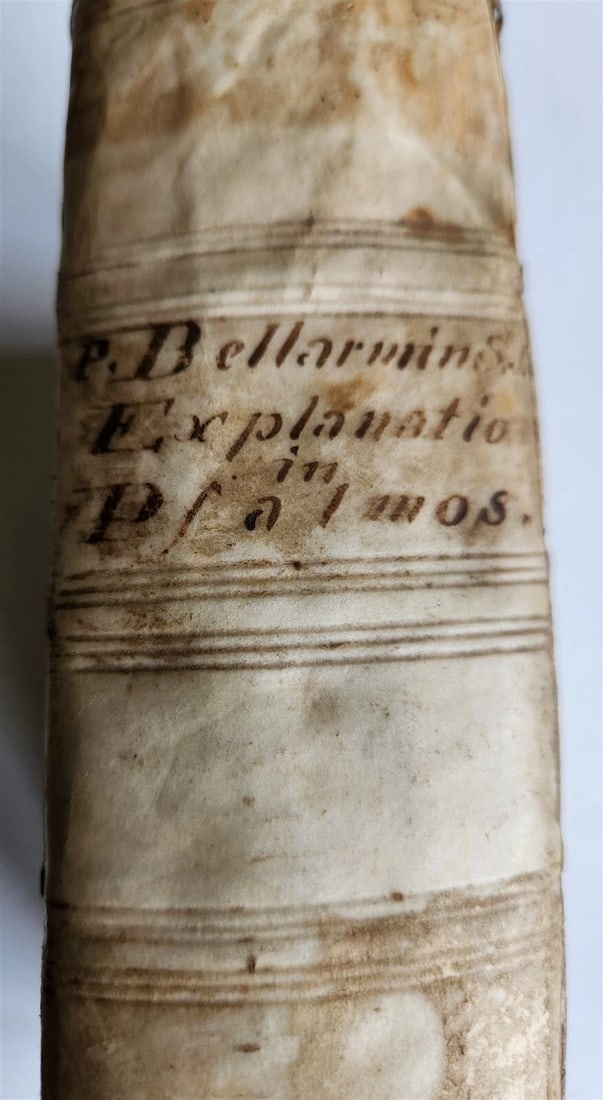 P. Bellarmin S.
Explanatio
in
Pſalmos.